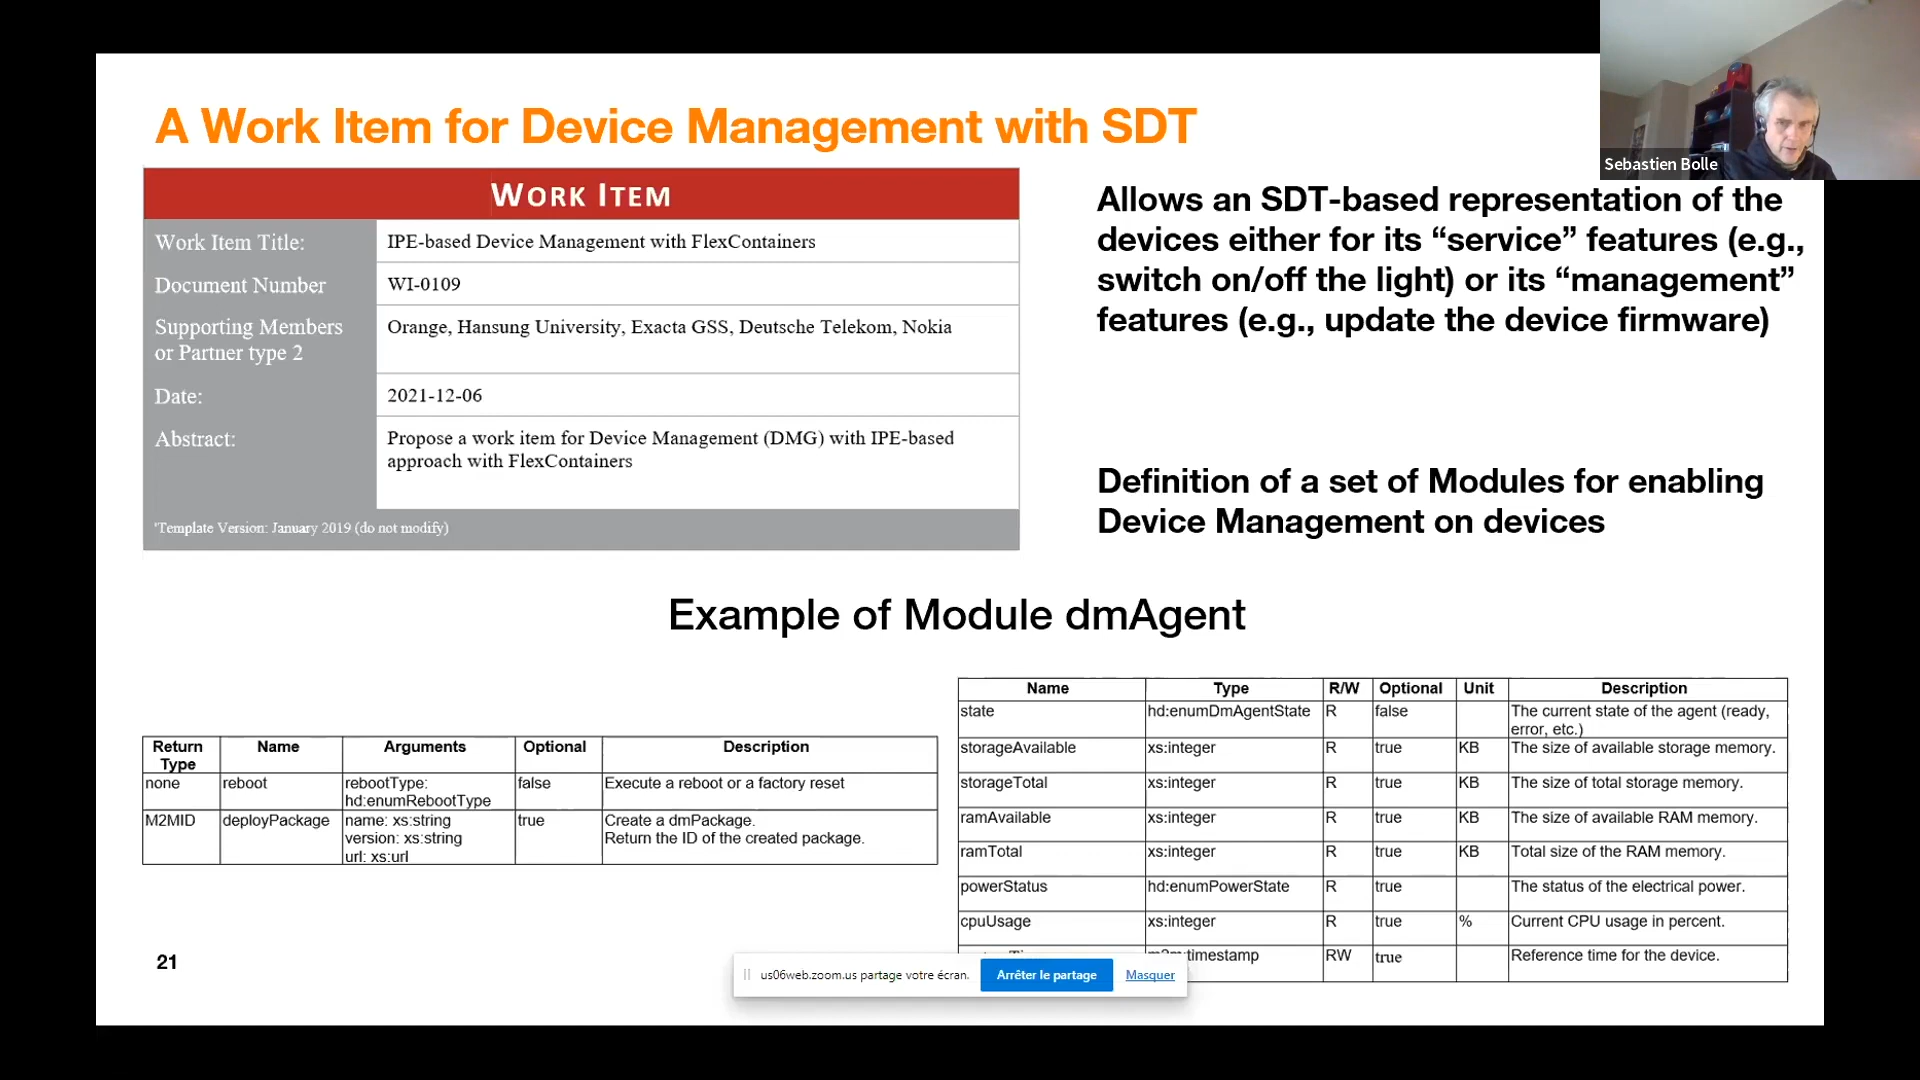 A Work Item for Device Management with SDT
Sebastien Bolle
WORK ITEM
Work Item Title: IPE-based Device Management with FlexContainers
Document Number WI-0109
Supporting Members or Partner type 2 Orange, Hansung University, Exacta GSS, Deutsche Telekom, Nokia
Date: 2021-12-06
Abstract: Propose a work item for Device Management (DMG) with IPE-based
approach with FlexContainers
'Template Version: January 2019 (do not modify)
Allows an SDT-based representation of the
devices either for its “service” features (e.g.,
switch on/off the light) or its “management”
features (e.g., update the device firmware)
Definition of a set of Modules for enabling
Device Management on devices
Example of Module dmAgent
Return Type Name Arguments Optional Description
none reboot rebootType: hd:enumRebootType false Execute a reboot or a factory reset
M2MID deployPackage name: xs:string true Create a dmPackage.
version: xs:string Return the ID of the created package.
url: xs:url
Name Type R/W Optional Unit Description
state hd:enumDmAgentState R false The current state of the agent (ready,
error, etc.)
storageAvailable xs:integer R true KB The size of available storage memory.
storageTotal xs:integer R true KB The size of total storage memory.
ramAvailable xs:integer R true KB The size of available RAM memory.
ramTotal xs:integer R true KB Total size of the RAM memory.
powerStatus hd:enumPowerState R true The status of the electrical power.
cpuUsage xs:integer R true % Current CPU usage in percent.
timestamp RW true Reference time for the device.
21
us06web.zoom.us partage votre écran. Arrêter le partage Masquer